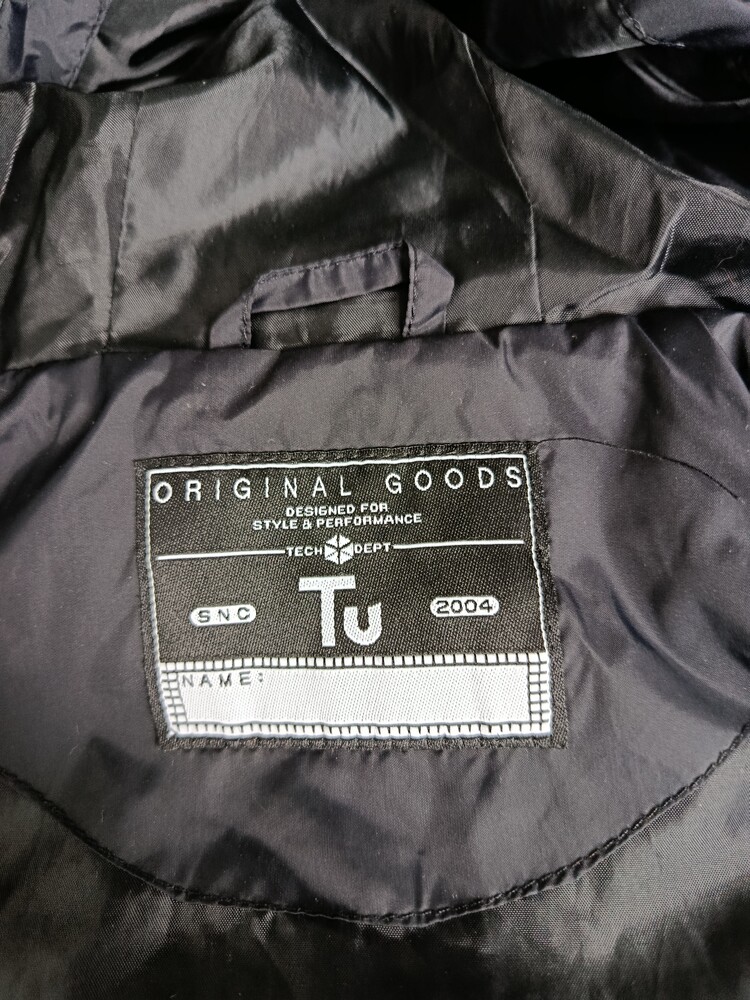 ORIGINAL GOODS
DESIGNED FOR
STYLE & PERFORMANCE
TECH DEPT
SNC Tu 2004
NAME: